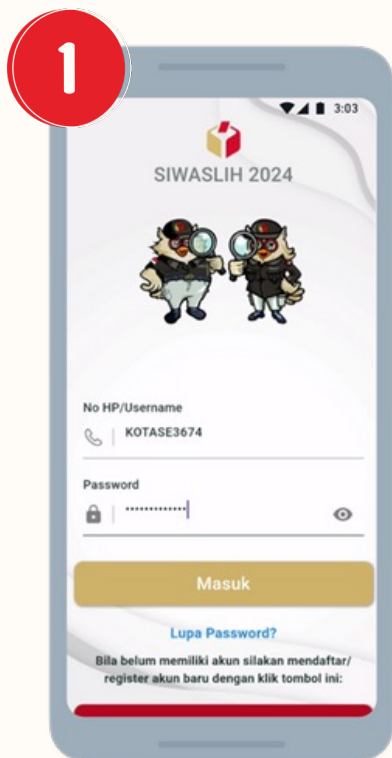 1
3:03
SIWASLIH 2024
No HP/Username
KOTASE3674
Password
•••••••••••••
Masuk
Lupa Password?
Bila belum memiliki akun silakan mendaftar/
register akun baru dengan klik tombol ini: